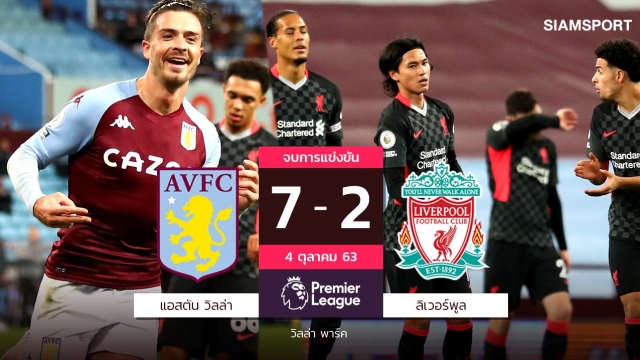 SIAMSPORT
Standard
Chartered
Standard
Chartered
Standard
Chartered
Kappa
CAZOO
จบการแข่งขัน
AVFC
7 - 2
YOU'LL NEVER WALK ALONE
LIVERPOOL
FOOTBALL CLUB
EST·1892
4 ตุลาคม 63
Premier
League
แอสตัน วิลล่า
ลิเวอร์พูล
วิลล่า พาร์ค
66